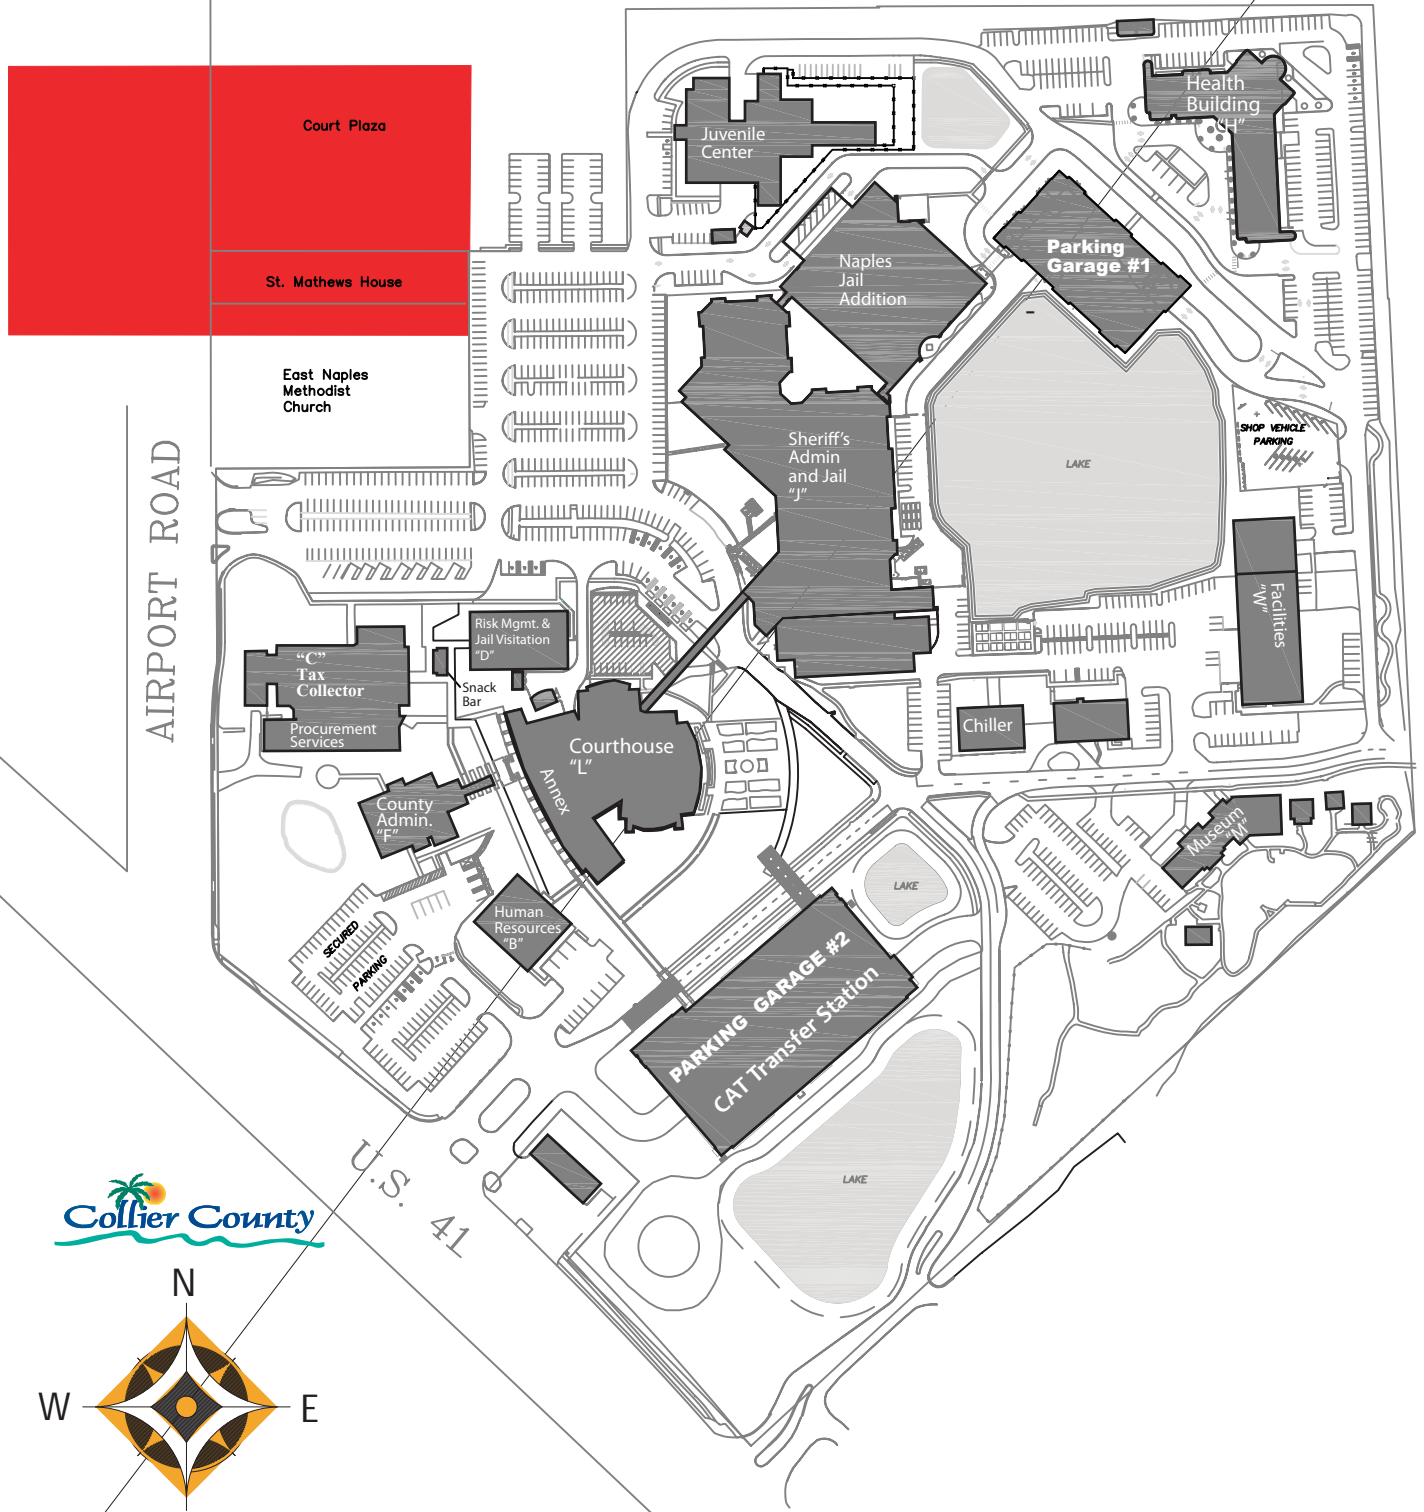 Court Plaza
St. Mathews House
East Naples
Methodist
Church
Juvenile
Center
Health
Building
"H"
Parking
Garage #1
Naples
Jail
Addition
Sheriff's
Admin
and Jail
"J"
LAKE
SHOP VEHICLE
PARKING
AIRPORT ROAD
Facilities
"W"
Risk Mgmt. &
Jail Visitation
"D"
"C"
Tax
Collector
Snack
Bar
Procurement
Services
Courthouse
"L"
Annex
Chiller
County
Admin.
"F"
Museum
"M"
LAKE
Human
Resources
"B"
SECURED
PARKING
PARKING GARAGE #2
CAT Transfer Station
LAKE
U.S. 41
Collier County
N
W
E